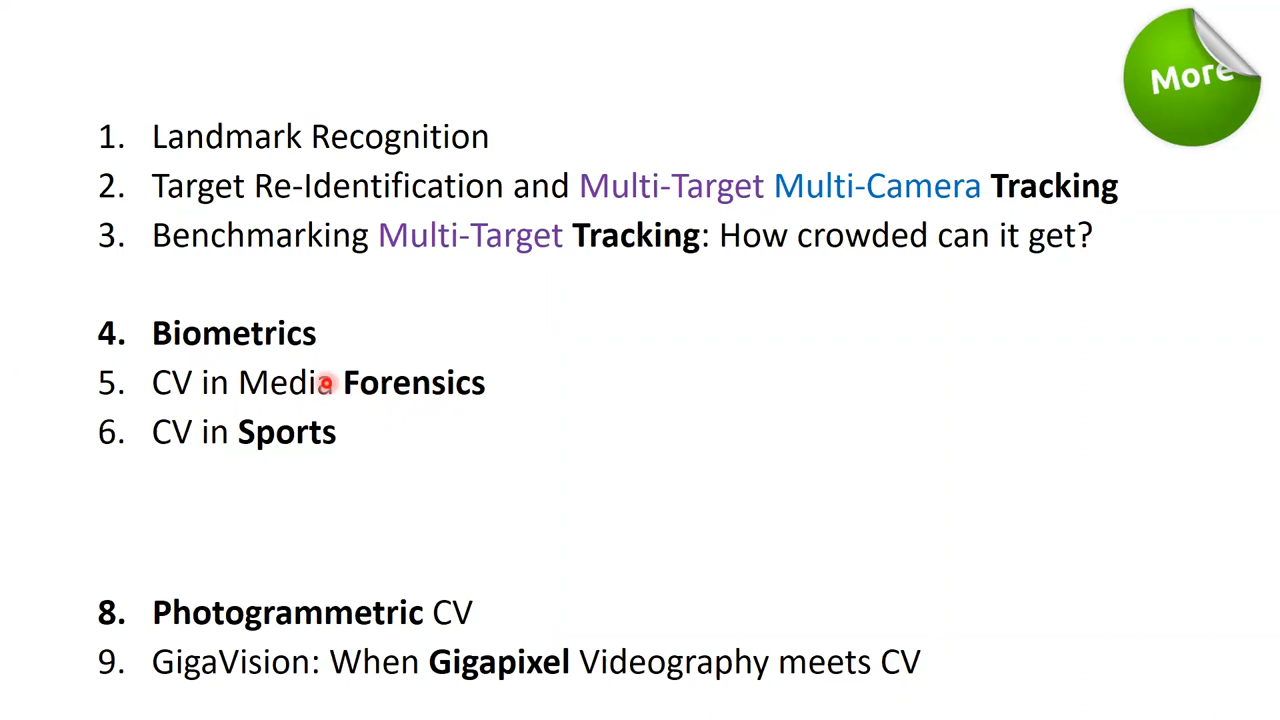 More
1. Landmark Recognition
2. Target Re-Identification and Multi-Target Multi-Camera Tracking
3. Benchmarking Multi-Target Tracking: How crowded can it get?
4. Biometrics
5. CV in Media Forensics
6. CV in Sports
8. Photogrammetric CV
9. GigaVision: When Gigapixel Videography meets CV